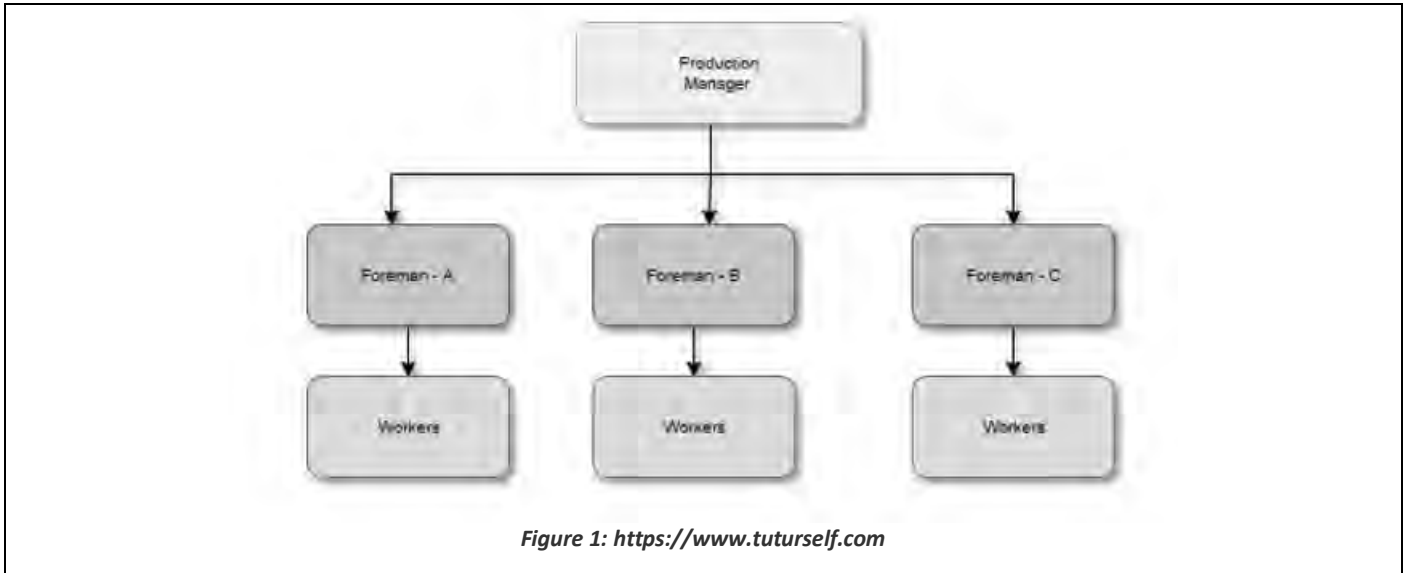 Production
Manager
Foreman - A
Foreman - B
Foreman - C
Workers
Workers
Workers
Figure 1: https://www.tuturself.com